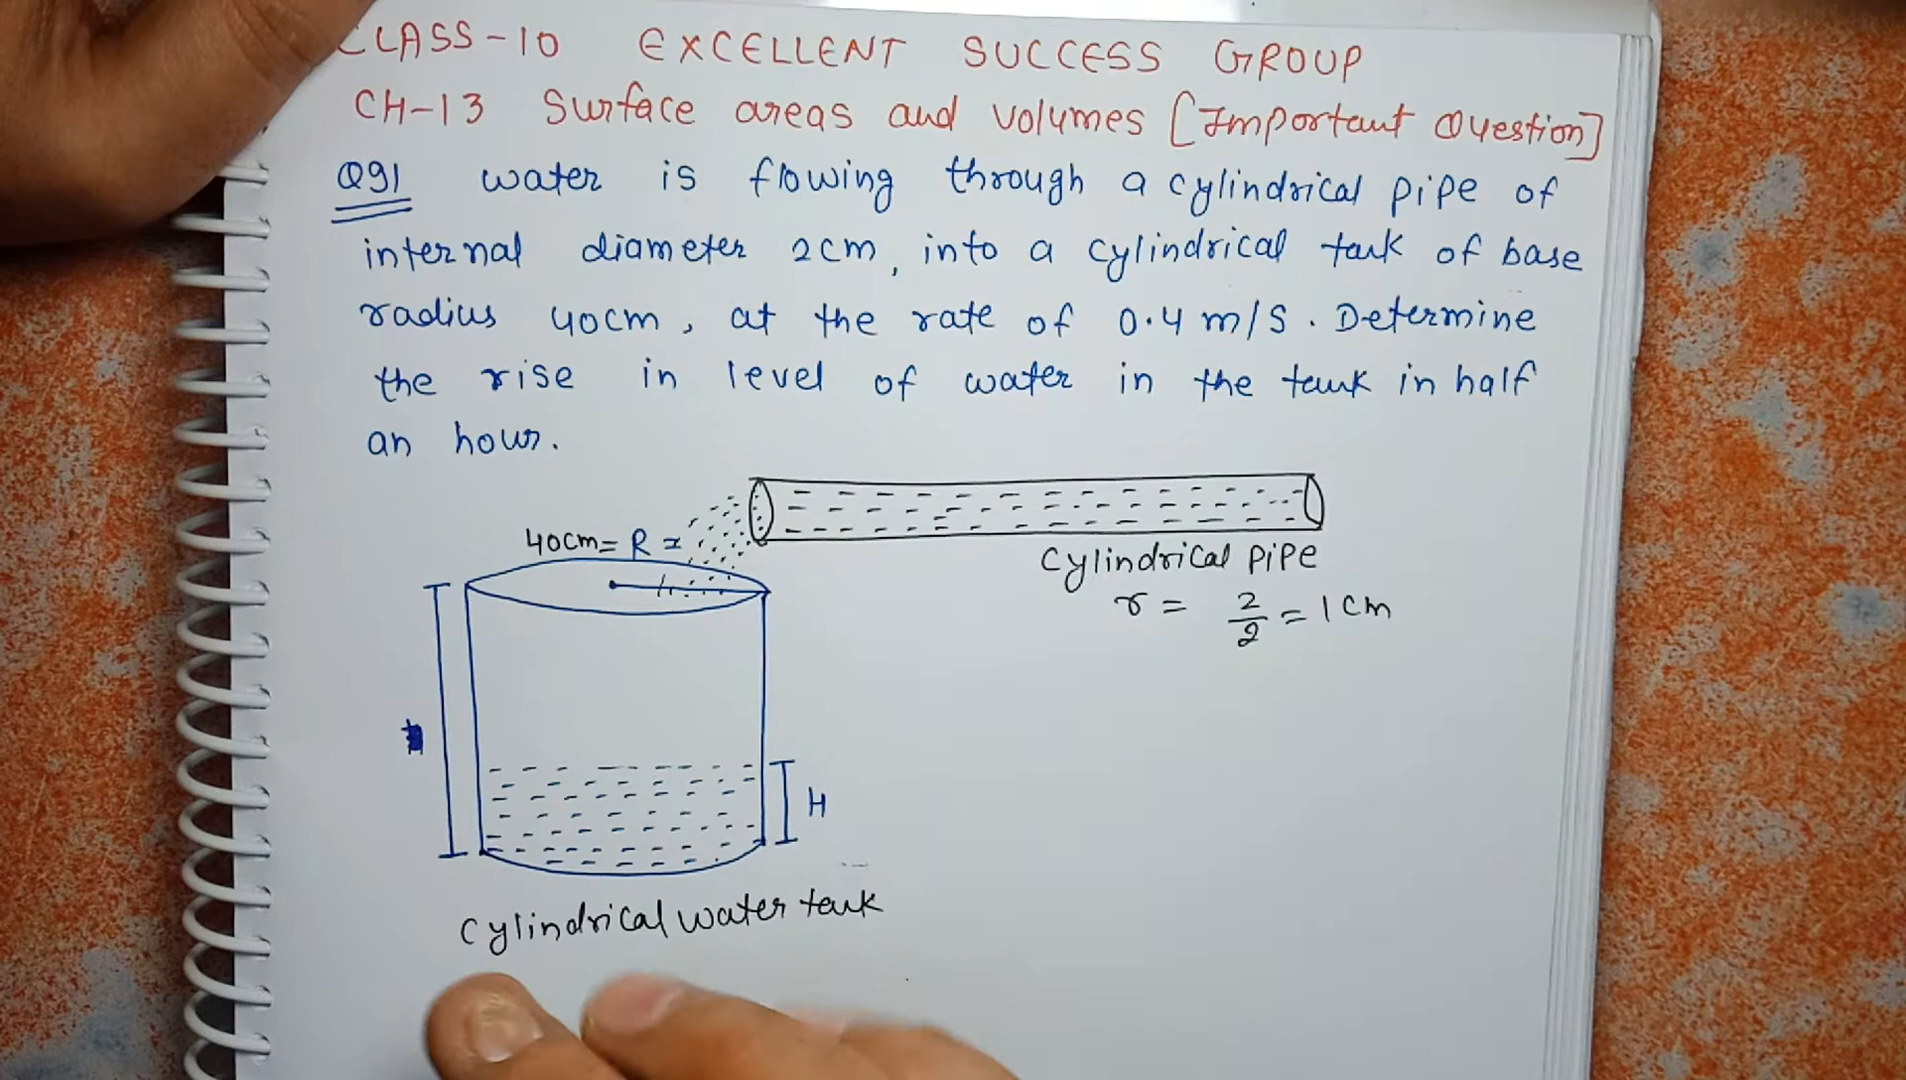 CLASS-10 EXCELLENT SUCCESS GROUP
CH-13 Surface areas and volumes [Important Question]
Q91 water is flowing through a cylindrical pipe of
internal diameter 2cm, into a cylindrical tank of base
radius 40cm, at the rate of 0.4 m/s. Determine
the rise in level of water in the tank in half
an hour.
40cm= R =
cylindrical pipe
r = 2/2 = 1 cm
H
cylindrical water tank